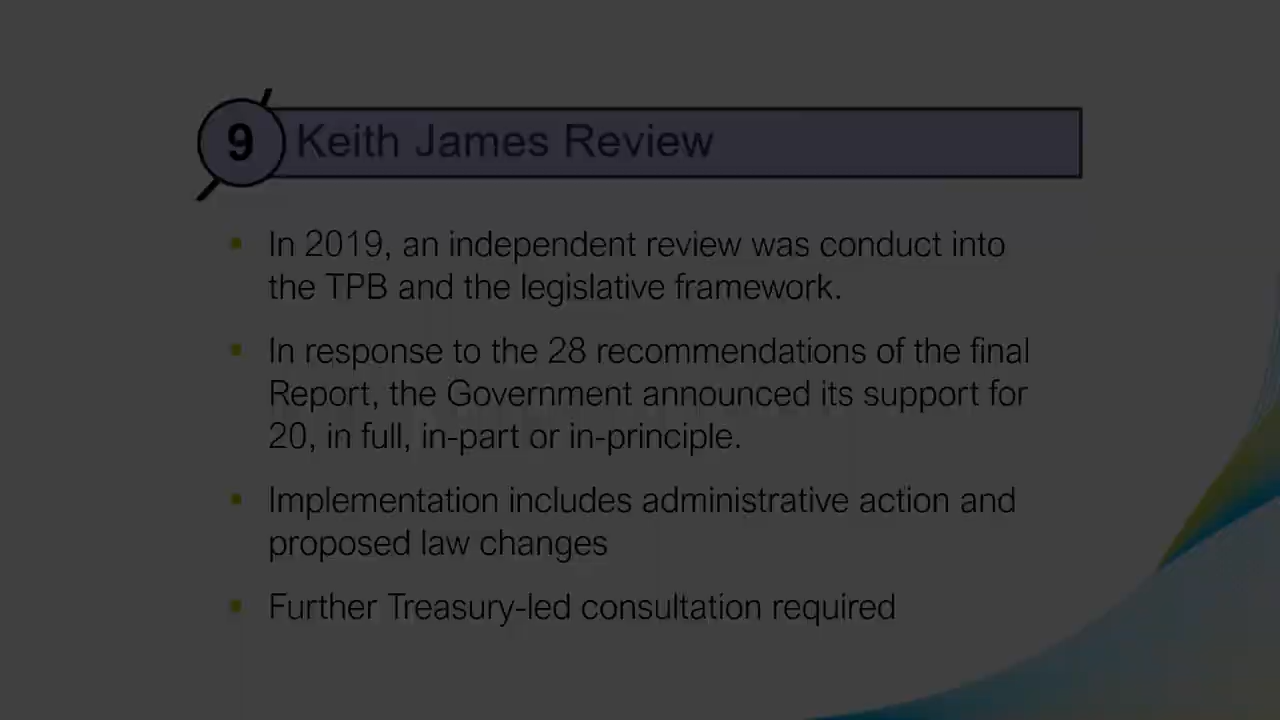 9 Keith James Review
In 2019, an independent review was conduct into
the TPB and the legislative framework.
In response to the 28 recommendations of the final
Report, the Government announced its support for
20, in full, in-part or in-principle.
Implementation includes administrative action and
proposed law changes
Further Treasury-led consultation required